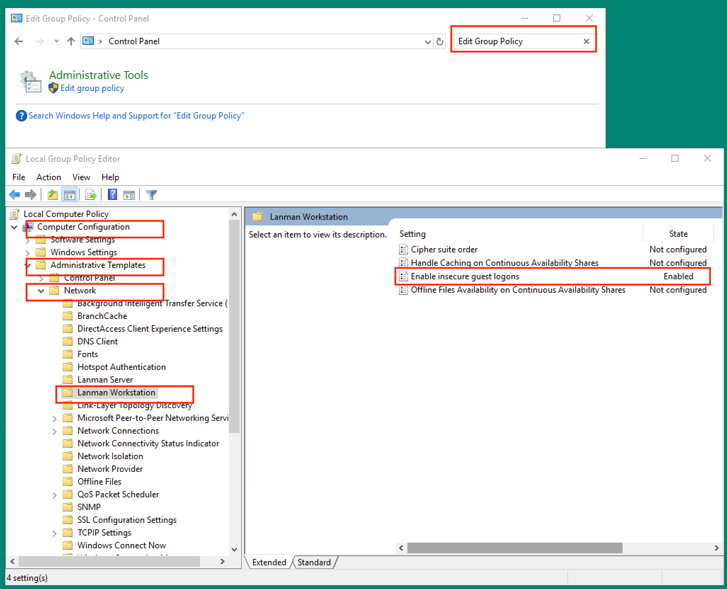 Edit Group Policy - Control Panel
Control Panel
Edit Group Policy
Administrative Tools
Edit group policy
Search Windows Help and Support for "Edit Group Policy"
Local Group Policy Editor
File Action View Help
Local Computer Policy
Computer Configuration
Software Settings
Windows Settings
Administrative Templates
Control Panel
Network
Background Intelligent Transfer Service (
BranchCache
DirectAccess Client Experience Settings
DNS Client
Fonts
Hotspot Authentication
Lanman Server
Lanman Workstation
Link-Layer Topology Discovery
Microsoft Peer-to-Peer Networking Servi
Network Connections
Network Connectivity Status Indicator
Network Isolation
Network Provider
Offline Files
QoS Packet Scheduler
SNMP
SSL Configuration Settings
TCPIP Settings
Windows Connect Now
Lanman Workstation
Select an item to view its description.
Setting State
Cipher suite order Not configured
Handle Caching on Continuous Availability Shares Not configured
Enable insecure guest logons Enabled
Offline Files Availability on Continuous Availability Shares Not configured
Extended Standard
4 setting(s)